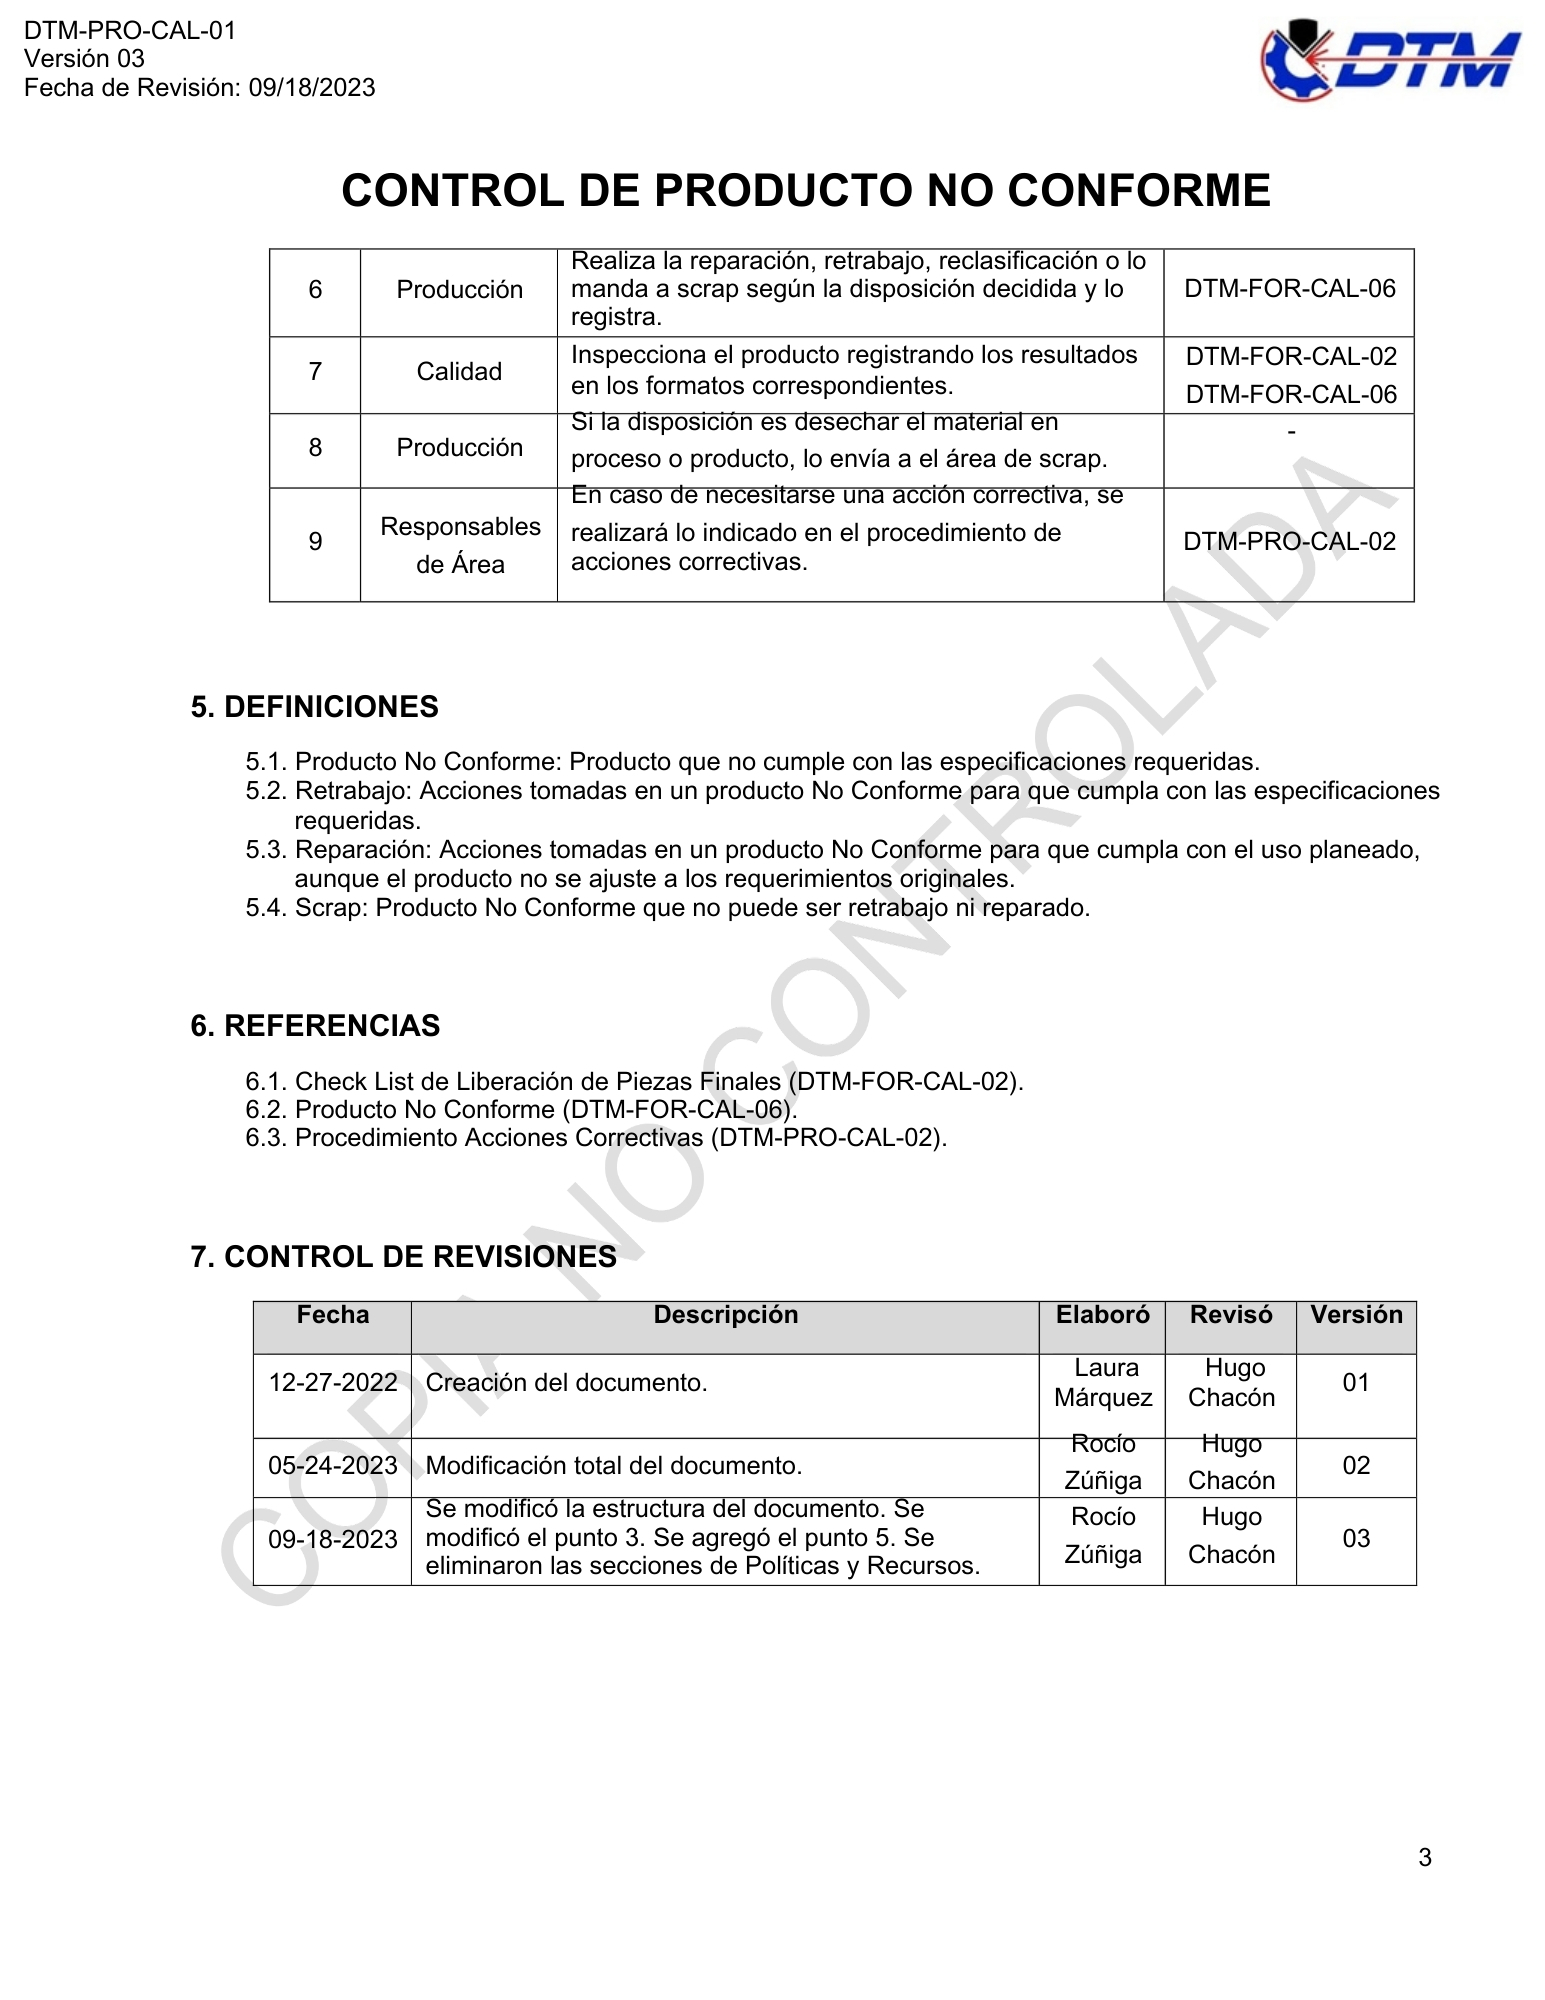 DTM-PRO-CAL-01
Versión 03
Fecha de Revisión: 09/18/2023
DTM
CONTROL DE PRODUCTO NO CONFORME
6
Producción
Realiza la reparación, retrabajo, reclasificación o lo
manda a scrap según la disposición decidida y lo
registra.
DTM-FOR-CAL-06
7
Calidad
Inspecciona el producto registrando los resultados
en los formatos correspondientes.
DTM-FOR-CAL-02
DTM-FOR-CAL-06
8
Producción
Si la disposición es desechar el material en
proceso o producto, lo envía a el área de scrap.
-
9
Responsables
de Área
En caso de necesitarse una acción correctiva, se
realizará lo indicado en el procedimiento de
acciones correctivas.
DTM-PRO-CAL-02
5. DEFINICIONES
5.1. Producto No Conforme: Producto que no cumple con las especificaciones requeridas.
5.2. Retrabajo: Acciones tomadas en un producto No Conforme para que cumpla con las especificaciones
requeridas.
5.3. Reparación: Acciones tomadas en un producto No Conforme para que cumpla con el uso planeado,
aunque el producto no se ajuste a los requerimientos originales.
5.4. Scrap: Producto No Conforme que no puede ser retrabajo ni reparado.
6. REFERENCIAS
6.1. Check List de Liberación de Piezas Finales (DTM-FOR-CAL-02).
6.2. Producto No Conforme (DTM-FOR-CAL-06).
6.3. Procedimiento Acciones Correctivas (DTM-PRO-CAL-02).
7. CONTROL DE REVISIONES
Fecha Descripción Elaboró Revisó Versión
12-27-2022
Creación del documento.
Laura
Márquez
Hugo
Chacón
01
05-24-2023
Modificación total del documento.
Rocío
Zúñiga
Hugo
Chacón
02
09-18-2023
Se modificó la estructura del documento. Se
modificó el punto 3. Se agregó el punto 5. Se
eliminaron las secciones de Políticas y Recursos.
Rocío
Zúñiga
Hugo
Chacón
03
COPIA NO CONTROLADA
3